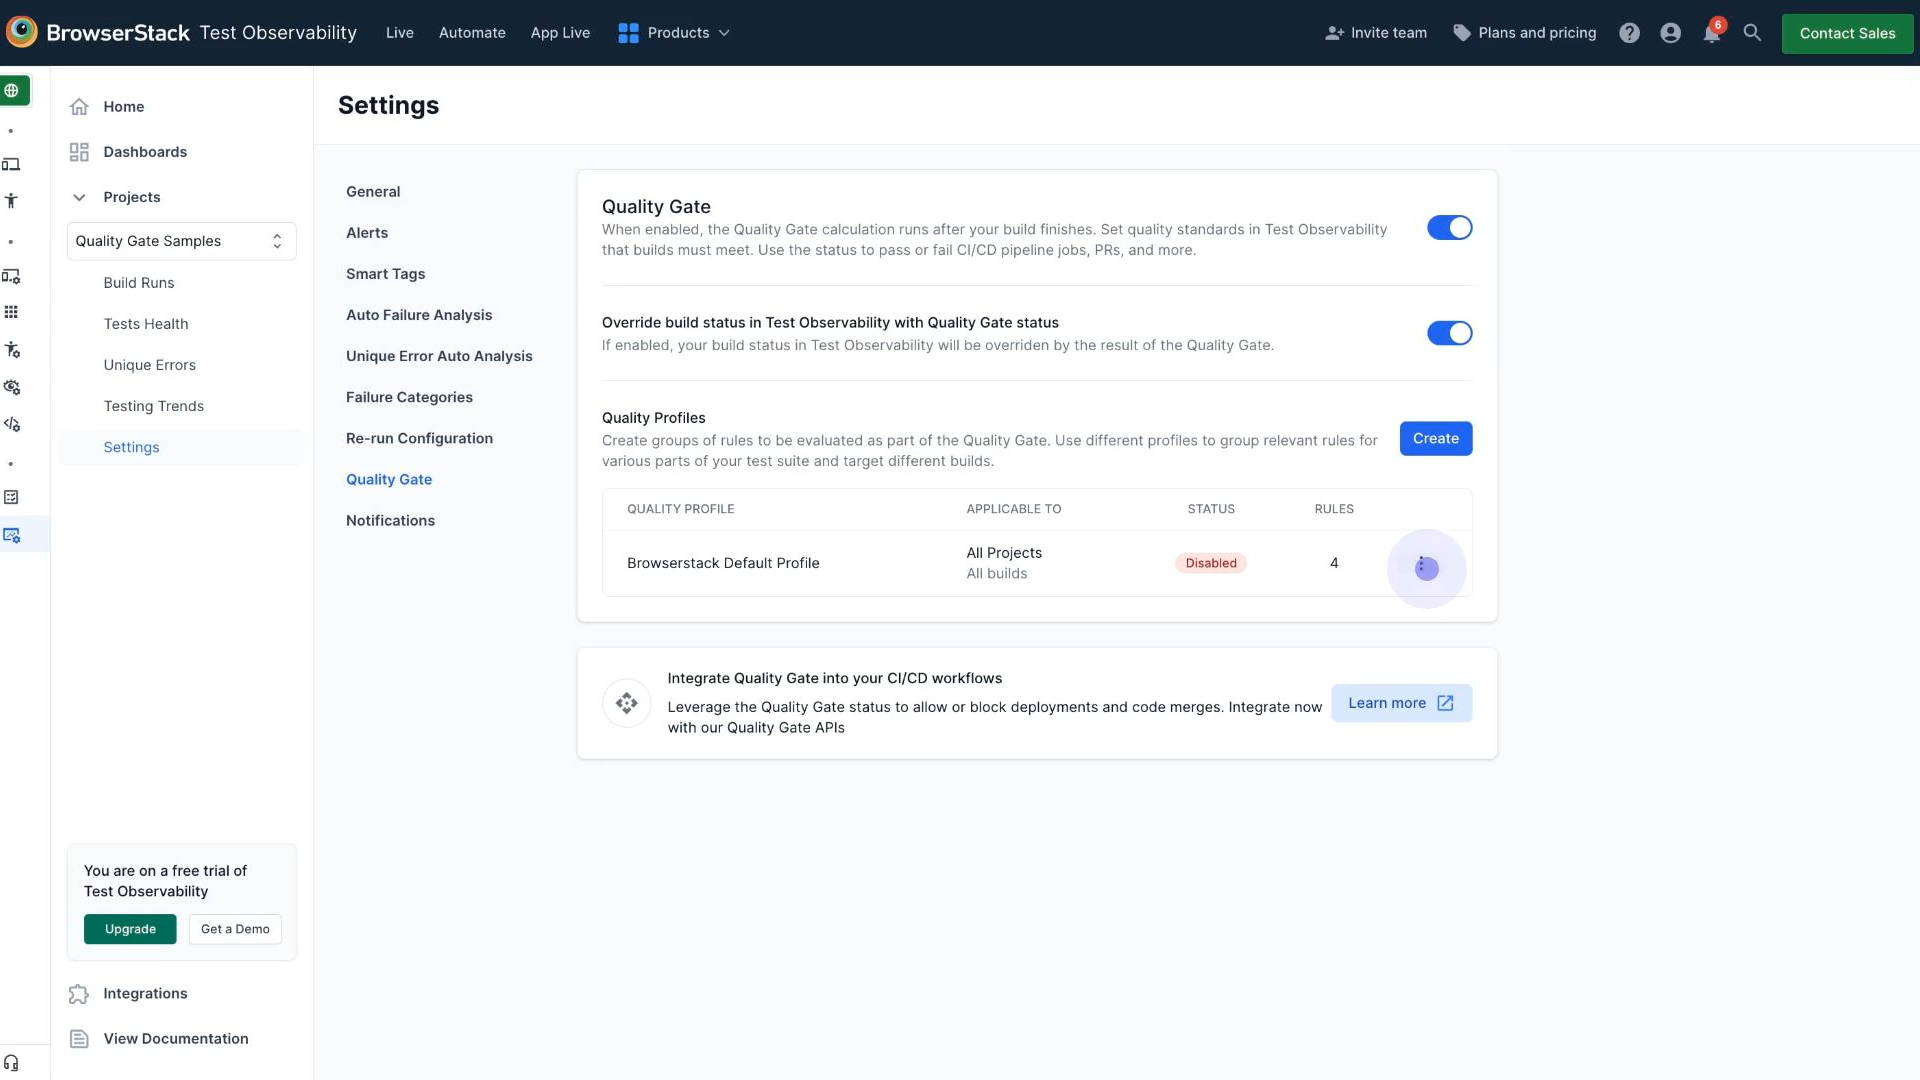 BrowserStack Test Observability Live Automate App Live Products Invite team Plans and pricing 6 Contact Sales
Home
Dashboards
Projects
Quality Gate Samples
Build Runs
Tests Health
Unique Errors
Testing Trends
Settings
You are on a free trial of
Test Observability
Upgrade Get a Demo
Integrations
View Documentation
Settings
General
Alerts
Smart Tags
Auto Failure Analysis
Unique Error Auto Analysis
Failure Categories
Re-run Configuration
Quality Gate
Notifications
Quality Gate
When enabled, the Quality Gate calculation runs after your build finishes. Set quality standards in Test Observability
that builds must meet. Use the status to pass or fail CI/CD pipeline jobs, PRs, and more.
Override build status in Test Observability with Quality Gate status
If enabled, your build status in Test Observability will be overriden by the result of the Quality Gate.
Quality Profiles
Create groups of rules to be evaluated as part of the Quality Gate. Use different profiles to group relevant rules for
various parts of your test suite and target different builds.
Create
QUALITY PROFILE APPLICABLE TO STATUS RULES
Browserstack Default Profile All Projects Disabled 4
All builds
Integrate Quality Gate into your CI/CD workflows
Leverage the Quality Gate status to allow or block deployments and code merges. Integrate now
with our Quality Gate APIs
Learn more